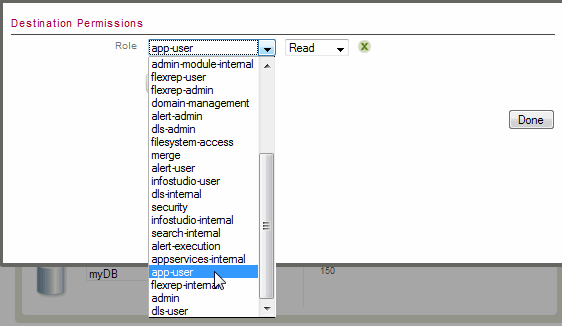 Destination Permissions
Role app-user Read X
admin-module-internal
flexrep-user
flexrep-admin
domain-management
alert-admin
dls-admin
filesystem-access
merge
alert-user
infostudio-user
dls-internal
security
infostudio-internal
search-internal
alert-execution
appservices-internal
app-user
flexrep-internal
admin
dls-user
Done
myDB
150